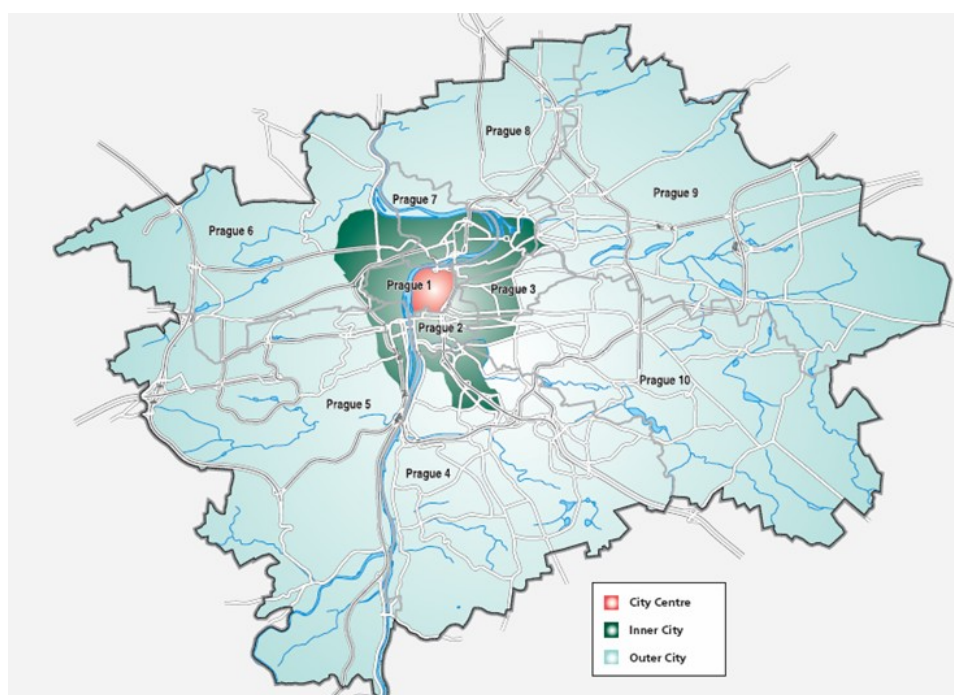 Prague 8
Prague 9
Prague 7
Prague 6
Prague 1
Prague 3
Prague 2
Prague 10
Prague 5
Prague 4
City Centre
Inner City
Outer City